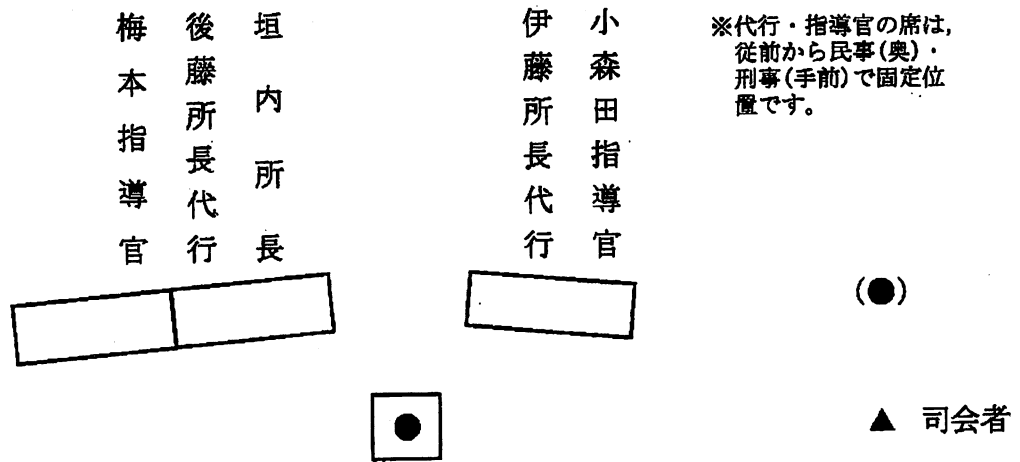 梅本指導官
後藤所長代行
垣内所長
伊藤所長代行
小森田指導官
※代行・指導官の席は,
従前から民事(奥)・
刑事(手前)で固定位
置です。
(●)
▲ 司会者